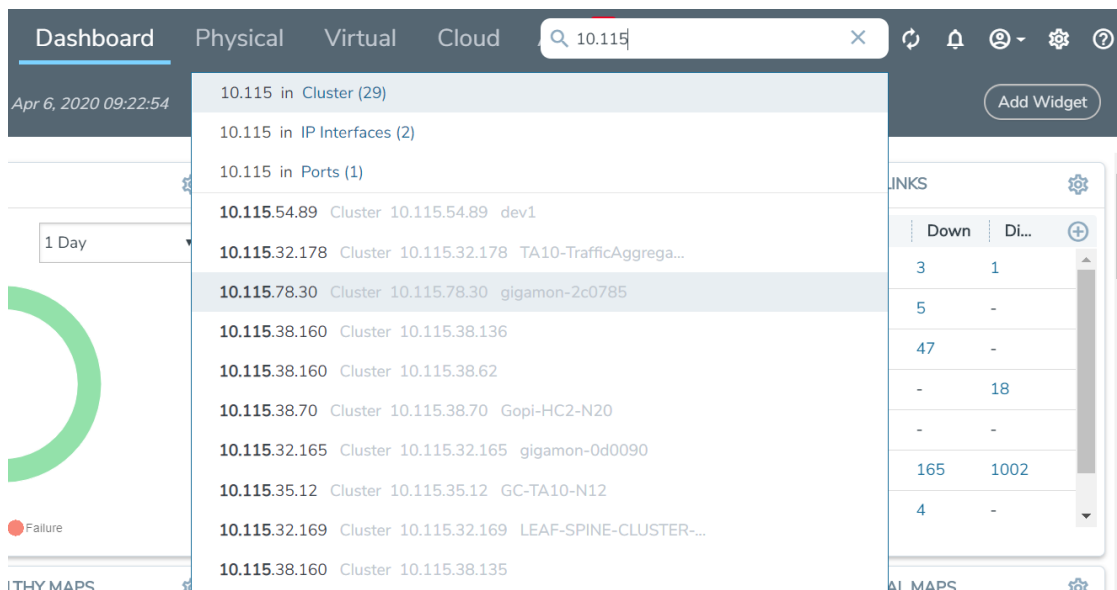 Dashboard Physical Virtual Cloud 10.115
Apr 6, 2020 09:22:54
Add Widget
10.115 in Cluster (29)
10.115 in IP Interfaces (2)
10.115 in Ports (1)
10.115.54.89 Cluster 10.115.54.89 dev1
10.115.32.178 Cluster 10.115.32.178 TA10-TrafficAggrega...
10.115.78.30 Cluster 10.115.78.30 gigamon-2c0785
10.115.38.160 Cluster 10.115.38.136
10.115.38.160 Cluster 10.115.38.62
10.115.38.70 Cluster 10.115.38.70 Gopi-HC2-N20
10.115.32.165 Cluster 10.115.32.165 gigamon-0d0090
10.115.35.12 Cluster 10.115.35.12 GC-TA10-N12
10.115.32.169 Cluster 10.115.32.169 LEAF-SPINE-CLUSTER-...
10.115.38.160 Cluster 10.115.38.135
1 Day
Failure
LTHY MAPS
LINKS
Down Di...
3 1
5 -
47 -
- 18
- -
165 1002
4 -
AL MAPS